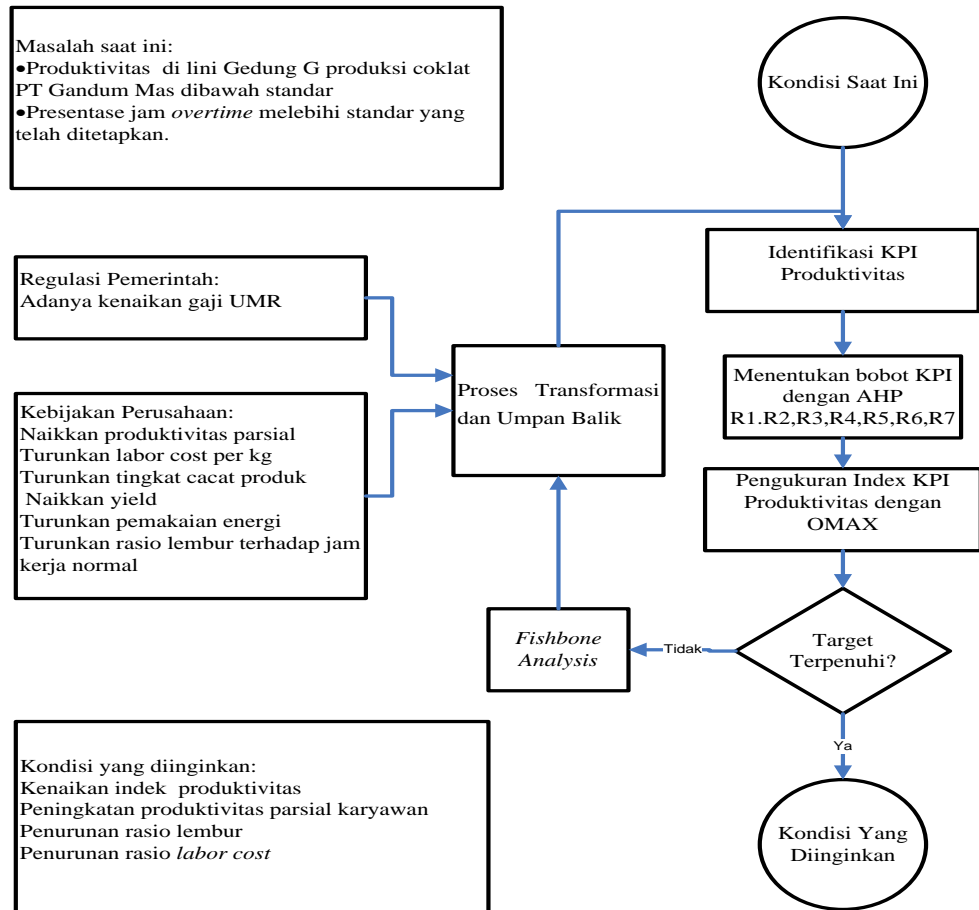 Masalah saat ini:
•Produktivitas di lini Gedung G produksi coklat
PT Gandum Mas dibawah standar
•Presentase jam overtime melebihi standar yang
telah ditetapkan.
Kondisi Saat Ini
Identifikasi KPI
Produktivitas
Regulasi Pemerintah:
Adanya kenaikan gaji UMR
Proses Transformasi
dan Umpan Balik
Menentukan bobot KPI
dengan AHP
R1.R2,R3,R4,R5,R6,R7
Kebijakan Perusahaan:
Naikkan produktivitas parsial
Turunkan labor cost per kg
Turunkan tingkat cacat produk
Naikkan yield
Turunkan pemakaian energi
Turunkan rasio lembur terhadap jam
kerja normal
Pengukuran Index KPI
Produktivitas dengan
OMAX
Fishbone
Analysis
Tidak
Target
Terpenuhi?
Ya
Kondisi yang diinginkan:
Kenaikan indek produktivitas
Peningkatan produktivitas parsial karyawan
Penurunan rasio lembur
Penurunan rasio labor cost
Kondisi Yang
Diinginkan